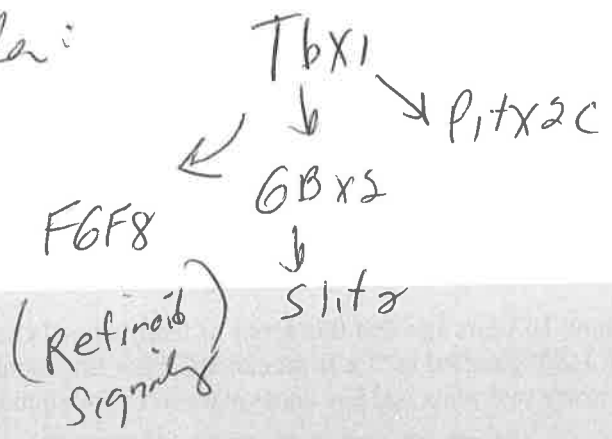 Tbx1
Pitx2c
FGF8
GBx2
Slit2
(Retinoid
Signaling)